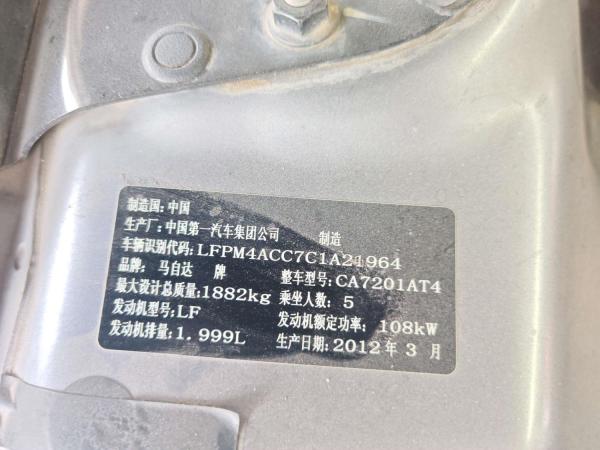 制造国:中国
生产厂:中国第一汽车集团公司 制造
车辆识别代码:LFPM4ACC7C1A21964
品牌: 马自达 牌 整车型号:CA7201AT4
最大设计总质量:1882kg 乘坐人数: 5
发动机型号:LF 发动机额定功率: 108kW
发动机排量:1.999L 生产日期:2012年 3 月